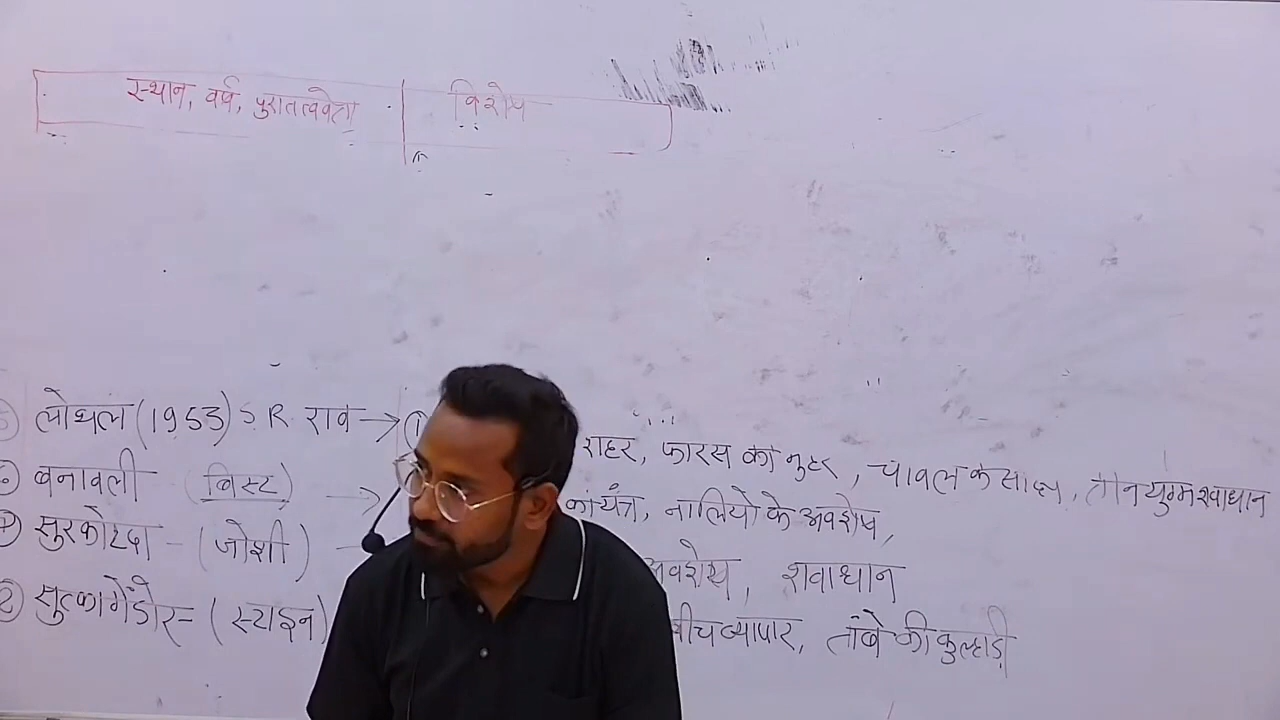 स्थान, वर्ष, पुरातत्ववेत्ता विशेष
लोथल (1953) S.R. राव → शहर, फारस की मुहर, चावल के साक्ष्य, तीन युग्म शवाधान
बनावली (बिस्ट) → का यंत्र, नालियो के अवशेष,
सुरकोटदा - (जोशी) अवशेष, शवाधान
सुत्कागेंडोर - (स्टाइन) बीच व्यापार, तांबे की कुल्हाड़ी